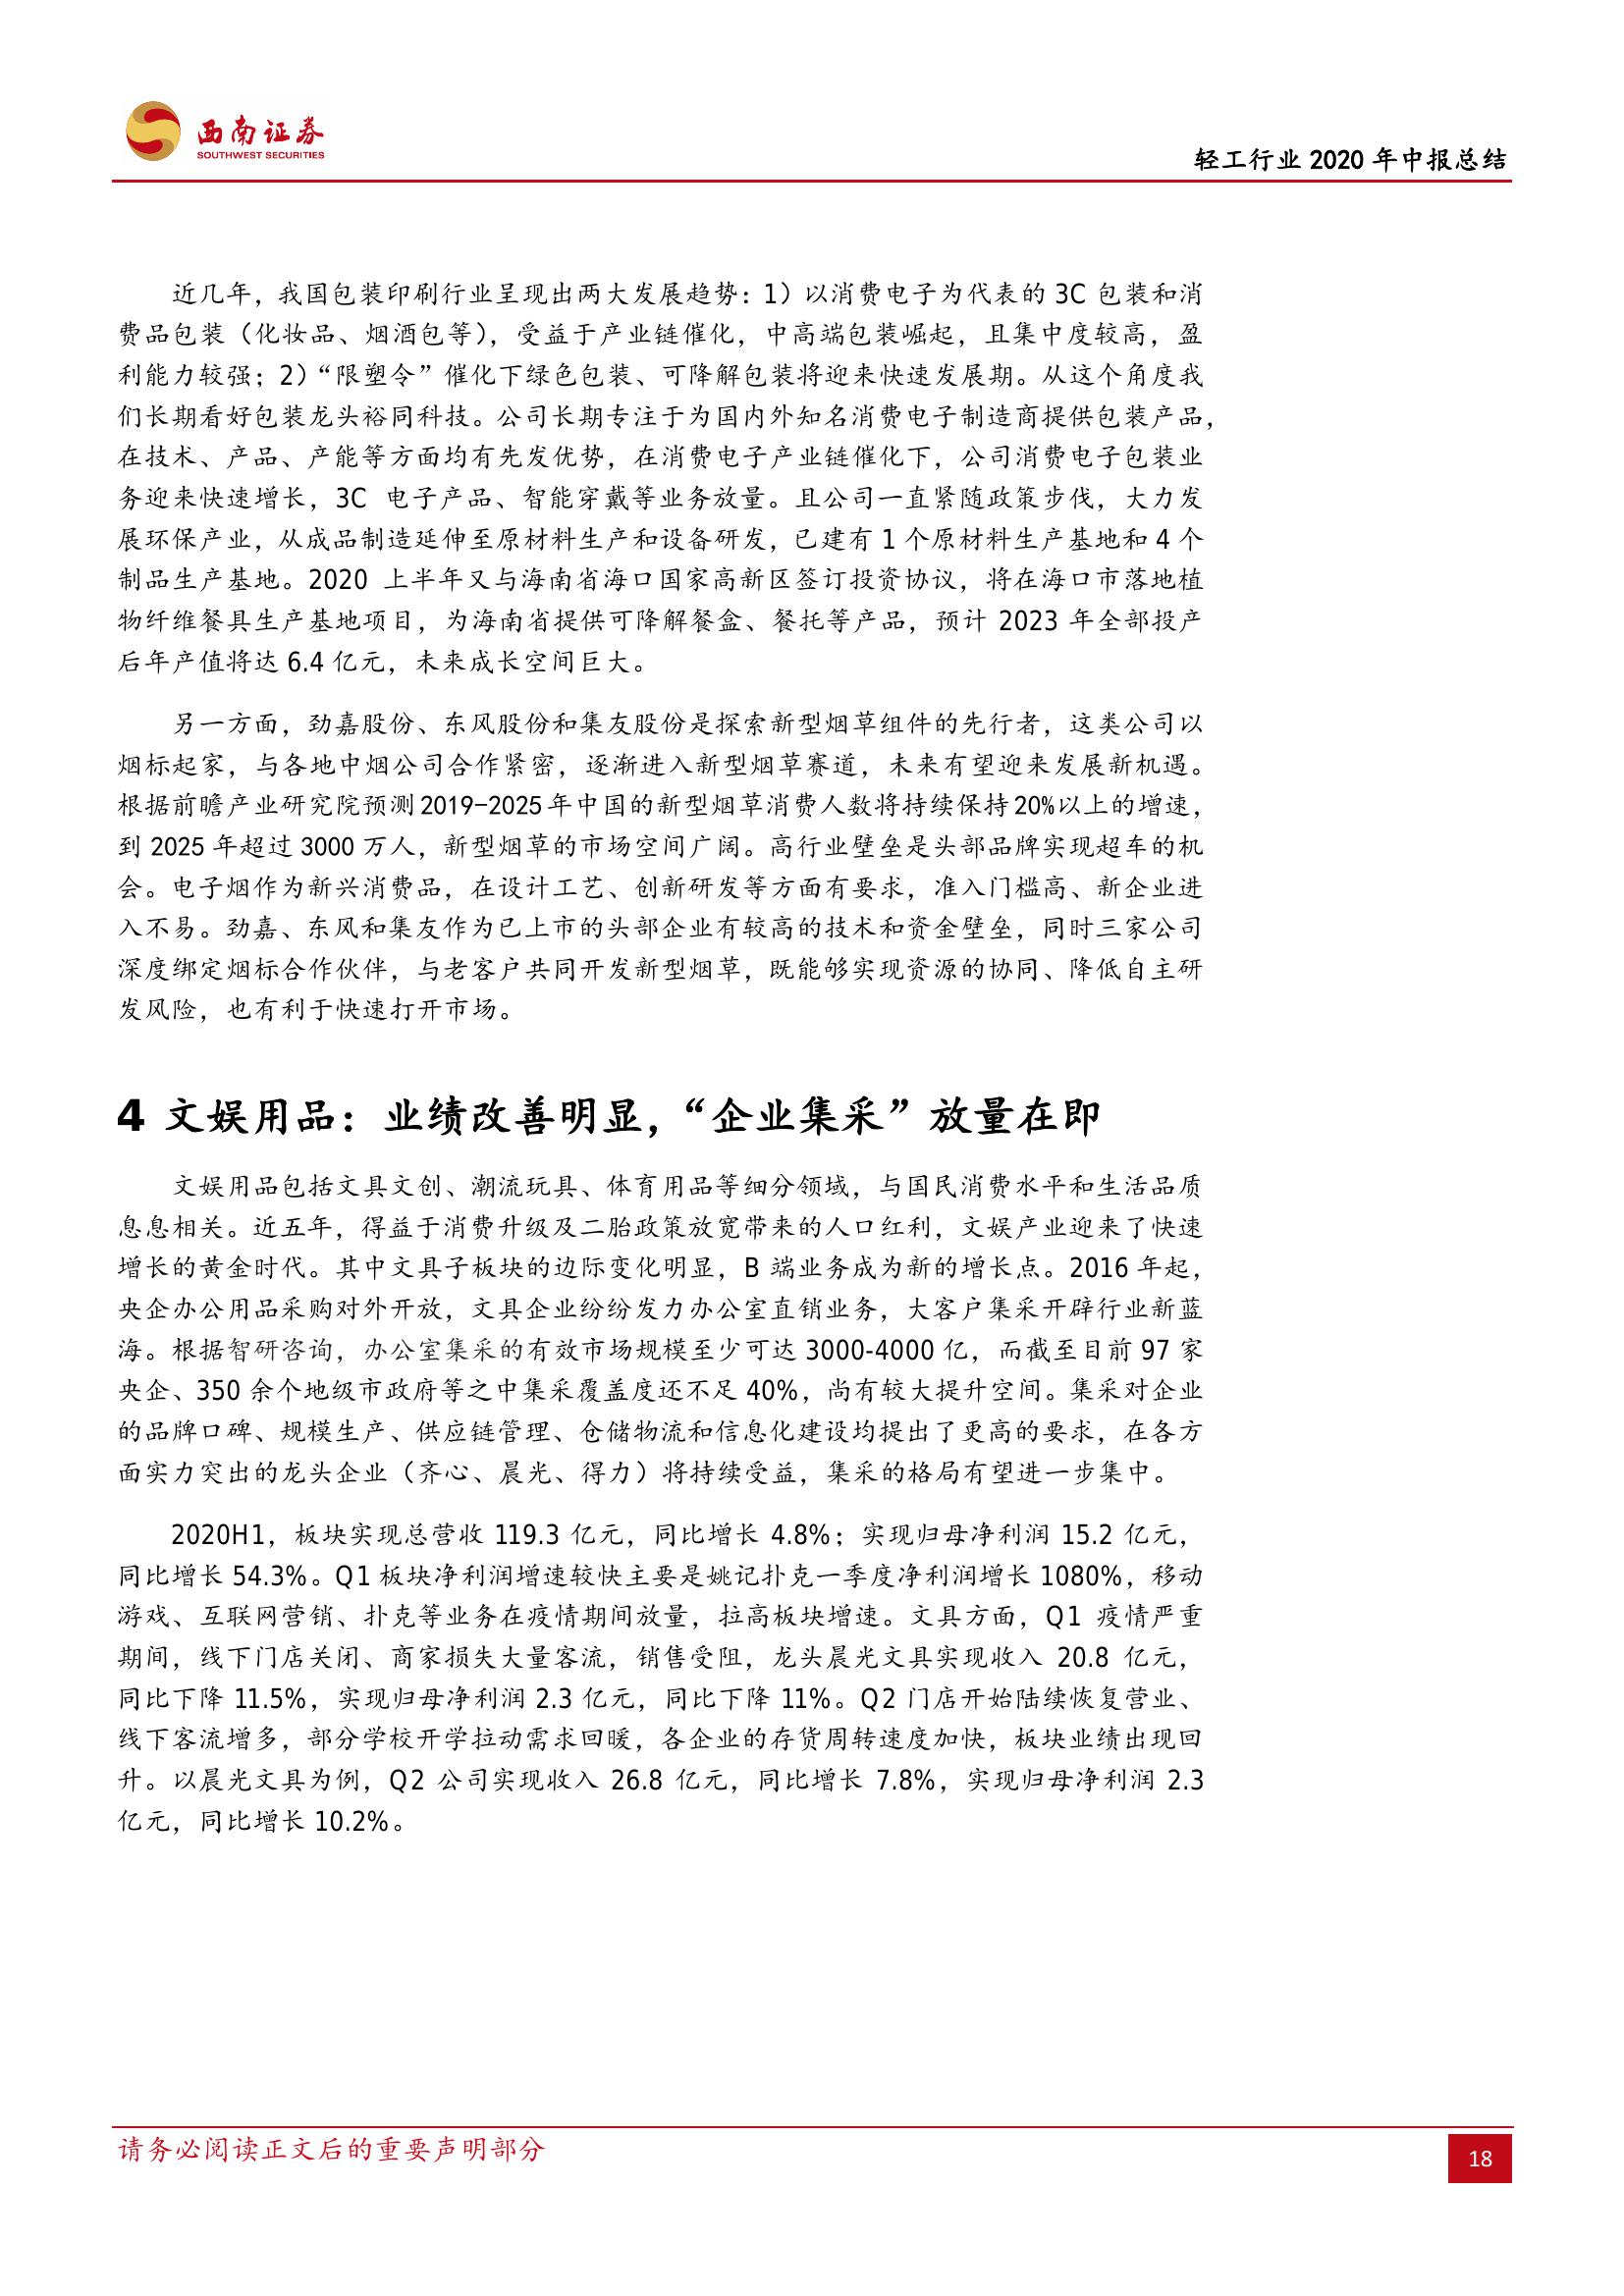 西南证券
SOUTHWEST SECURITIES
轻工行业 2020 年中报总结
近几年，我国包装印刷行业呈现出两大发展趋势：1）以消费电子为代表的 3C 包装和消
费品包装（化妆品、烟酒包等），受益于产业链催化，中高端包装崛起，且集中度较高，盈
利能力较强；2）“限塑令”催化下绿色包装、可降解包装将迎来快速发展期。从这个角度我
们长期看好包装龙头裕同科技。公司长期专注于为国内外知名消费电子制造商提供包装产品，
在技术、产品、产能等方面均有先发优势，在消费电子产业链催化下，公司消费电子包装业
务迎来快速增长，3C 电子产品、智能穿戴等业务放量。且公司一直紧随政策步伐，大力发
展环保产业，从成品制造延伸至原材料生产和设备研发，已建有 1 个原材料生产基地和 4 个
制品生产基地。2020 上半年又与海南省海口国家高新区签订投资协议，将在海口市落地植
物纤维餐具生产基地项目，为海南省提供可降解餐盒、餐托等产品，预计 2023 年全部投产
后年产值将达 6.4 亿元，未来成长空间巨大。
另一方面，劲嘉股份、东风股份和集友股份是探索新型烟草组件的先行者，这类公司以
烟标起家，与各地中烟公司合作紧密，逐渐进入新型烟草赛道，未来有望迎来发展新机遇。
根据前瞻产业研究院预测2019-2025年中国的新型烟草消费人数将持续保持20%以上的增速，
到 2025 年超过 3000 万人，新型烟草的市场空间广阔。高行业壁垒是头部品牌实现超车的机
会。电子烟作为新兴消费品，在设计工艺、创新研发等方面有要求，准入门槛高、新企业进
入不易。劲嘉、东风和集友作为已上市的头部企业有较高的技术和资金壁垒，同时三家公司
深度绑定烟标合作伙伴，与老客户共同开发新型烟草，既能够实现资源的协同、降低自主研
发风险，也有利于快速打开市场。
4 文娱用品：业绩改善明显，“企业集采”放量在即
文娱用品包括文具文创、潮流玩具、体育用品等细分领域，与国民消费水平和生活品质
息息相关。近五年，得益于消费升级及二胎政策放宽带来的人口红利，文娱产业迎来了快速
增长的黄金时代。其中文具子板块的边际变化明显，B 端业务成为新的增长点。2016 年起，
央企办公用品采购对外开放，文具企业纷纷发力办公室直销业务，大客户集采开辟行业新蓝
海。根据智研咨询，办公室集采的有效市场规模至少可达 3000-4000 亿，而截至目前 97 家
央企、350 余个地级市政府等之中集采覆盖度还不足 40%，尚有较大提升空间。集采对企业
的品牌口碑、规模生产、供应链管理、仓储物流和信息化建设均提出了更高的要求，在各方
面实力突出的龙头企业（齐心、晨光、得力）将持续受益，集采的格局有望进一步集中。
2020H1，板块实现总营收 119.3 亿元，同比增长 4.8%；实现归母净利润 15.2 亿元，
同比增长 54.3%。Q1 板块净利润增速较快主要是姚记扑克一季度净利润增长 1080%，移动
游戏、互联网营销、扑克等业务在疫情期间放量，拉高板块增速。文具方面，Q1 疫情严重
期间，线下门店关闭、商家损失大量客流，销售受阻，龙头晨光文具实现收入 20.8 亿元，
同比下降 11.5%，实现归母净利润 2.3 亿元，同比下降 11%。Q2 门店开始陆续恢复营业、
线下客流增多，部分学校开学拉动需求回暖，各企业的存货周转速度加快，板块业绩出现回
升。以晨光文具为例，Q2 公司实现收入 26.8 亿元，同比增长 7.8%，实现归母净利润 2.3
亿元，同比增长 10.2%。
请务必阅读正文后的重要声明部分
18